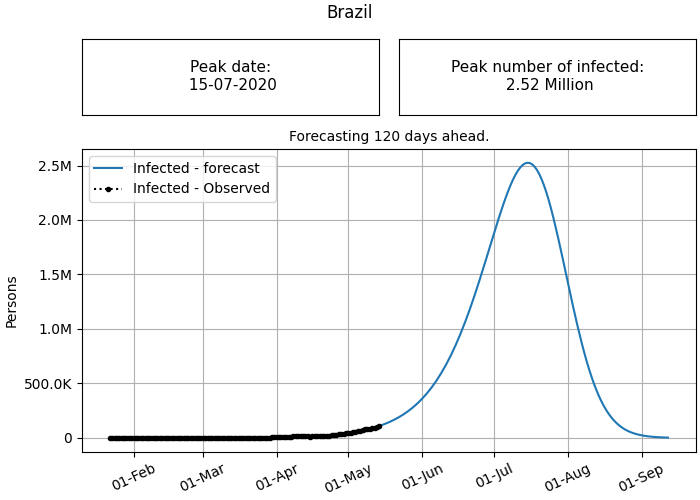 Brazil
Peak date:
15-07-2020
Peak number of infected:
2.52 Million
Forecasting 120 days ahead.
Infected - forecast
Infected - Observed
Persons
2.5M
2.0M
1.5M
1.0M
500.0K
0
01-Feb
01-Mar
01-Apr
01-May
01-Jun
01-Jul
01-Aug
01-Sep